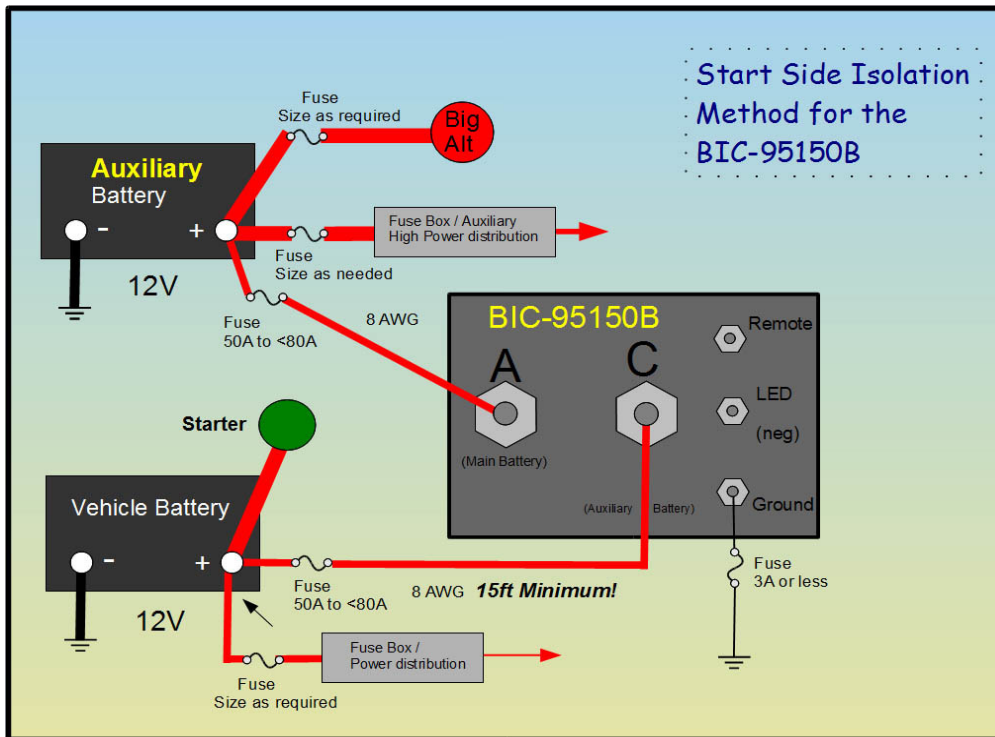 Start Side Isolation
Method for the
BIC-95150B
Fuse
Size as required
Big
Alt
Auxiliary
Battery
- +
12V
Fuse Box / Auxiliary
High Power distribution
Fuse
Size as needed
Fuse
50A to <80A
8 AWG
BIC-95150B
A
(Main Battery)
C
(Auxiliary Battery)
Remote
LED
(neg)
Ground
Fuse
3A or less
Starter
Vehicle Battery
- +
12V
Fuse
50A to <80A
8 AWG 15ft Minimum!
Fuse Box /
Power distribution
Fuse
Size as required